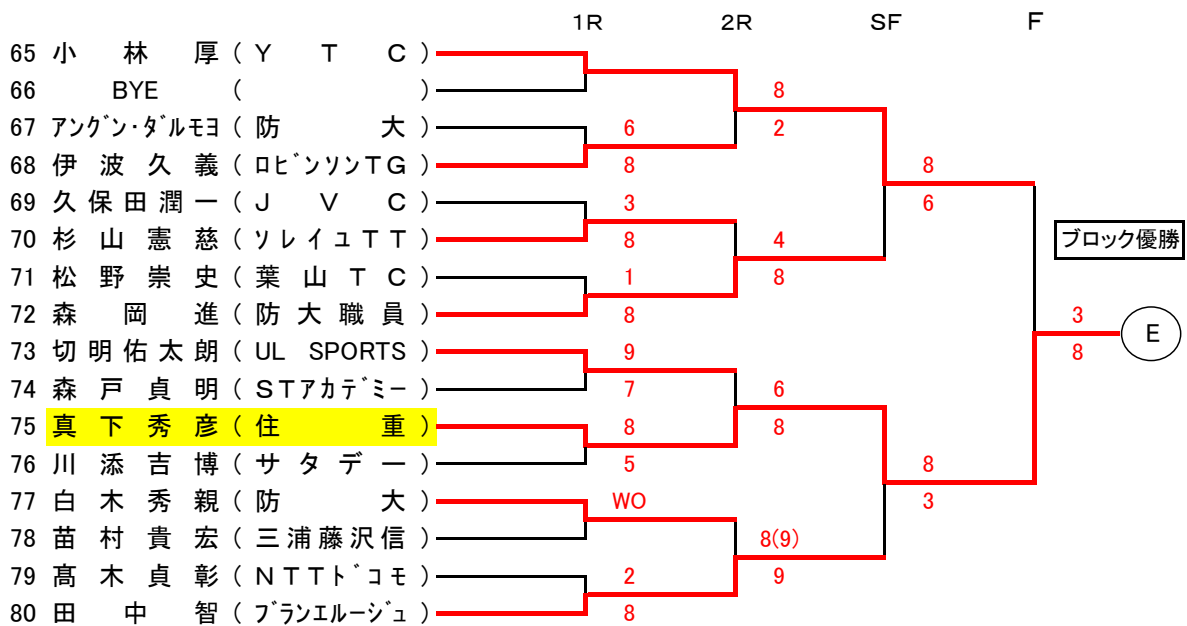 1R 2R SF F
65 小 林 厚 ( Y T C )
66 BYE ( )
8
67 アングン・ダルモヨ ( 防 大 )
6 2
68 伊 波 久 義 ( ロビンソンTG )
8 8
69 久 保 田 潤 一 ( J V C )
3 6
70 杉 山 憲 慈 ( ソレイユTT )
8 4
ブロック優勝
71 松 野 崇 史 ( 葉 山 T C )
1 8
72 森 岡 進 ( 防 大 職 員 )
8 3
E
73 切 明 佑 太 朗 ( UL SPORTS )
9 8
74 森 戸 貞 明 ( STアカデミー )
7 6
75 真 下 秀 彦 ( 住 重 )
8 8
76 川 添 吉 博 ( サ タ デ ー )
5 8
77 白 木 秀 親 ( 防 大 )
WO 3
78 苗 村 貴 宏 ( 三 浦 藤 沢 信 )
8(9)
79 髙 木 貞 彰 ( NTTドコモ )
2 9
80 田 中 智 ( ブランエルージュ )
8